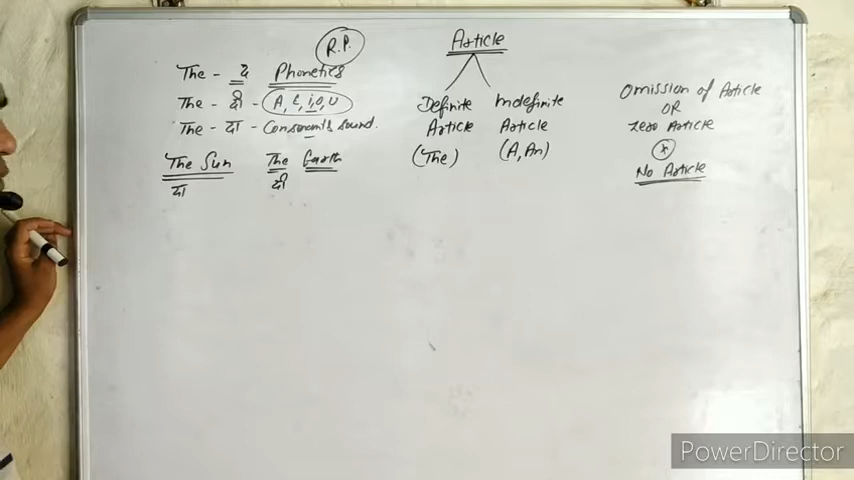 R.P.
The - द Phonetics
The - दी - A, E, i, O, U
The - दा - Consonants sound.
The Sun The Earth
दा दी
Article
Definite Indefinite
Article Article
(The) (A, An)
Omission of Article
OR
Zero Article
No Article
PowerDirector